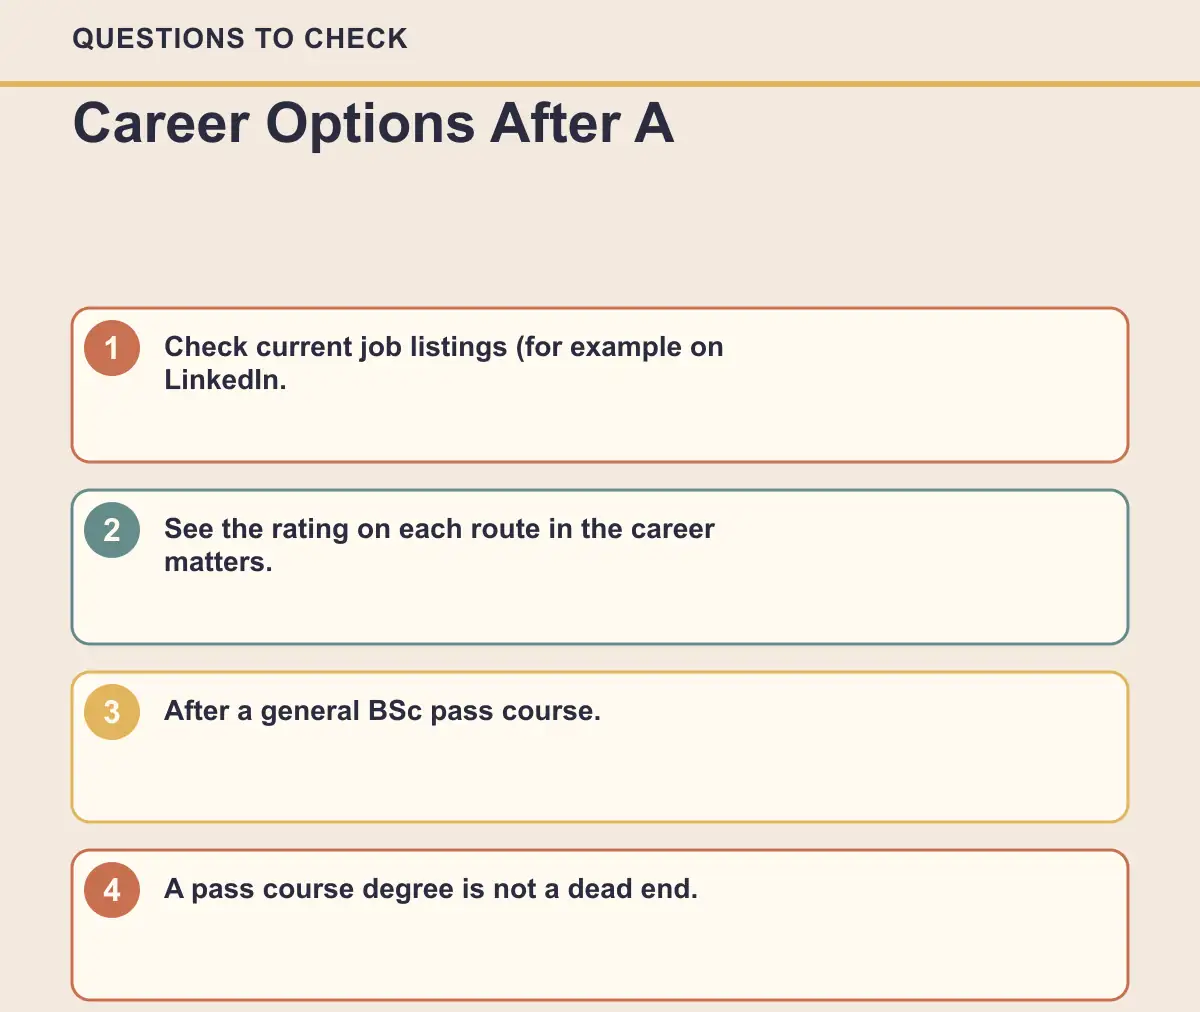 QUESTIONS TO CHECK
Career Options After A
1
Check current job listings (for example on
LinkedIn.
2
See the rating on each route in the career
matters.
3
After a general BSc pass course.
4
A pass course degree is not a dead end.